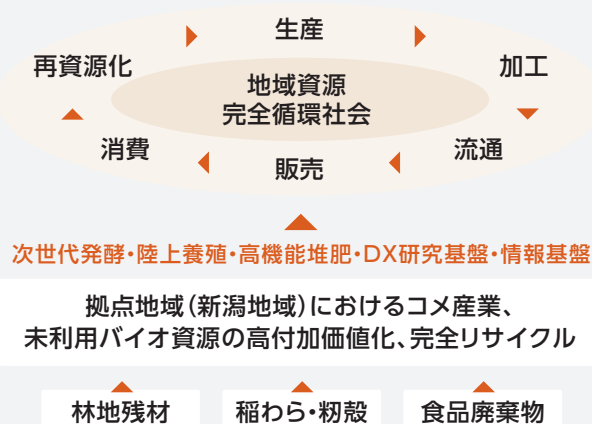 生産
再資源化
加工
地域資源
完全循環社会
消費
流通
販売
次世代発酵・陸上養殖・高機能堆肥・DX研究基盤・情報基盤
拠点地域(新潟地域)におけるコメ産業、
未利用バイオ資源の高付加価値化、完全リサイクル
林地残材
稲わら・籾殻
食品廃棄物